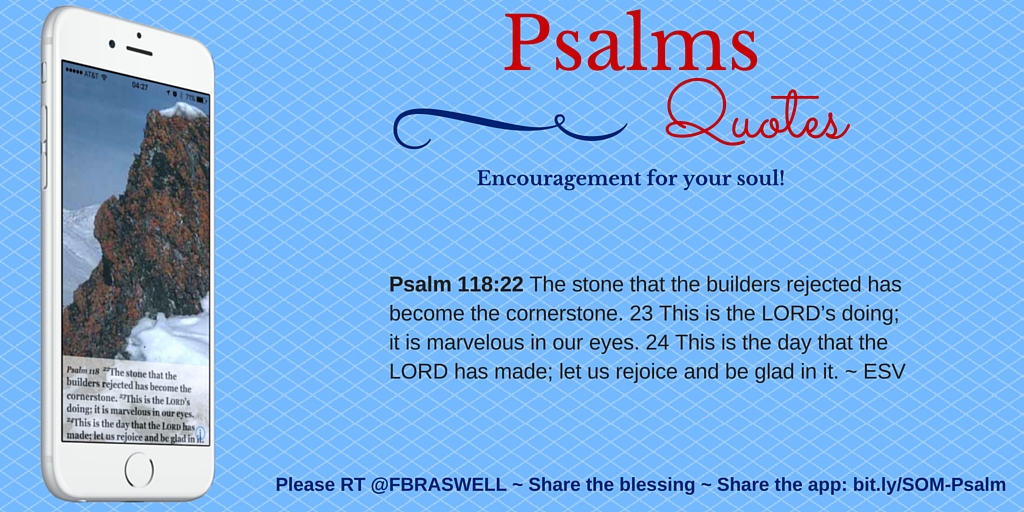 Psalms
Quotes
Encouragement for your soul!
●●●●● AT&T
04:27
71%
Psalm 118 ²²The stone that the
builders rejected has become the
cornerstone. ²³This is the LORD's
doing; it is marvelous in our eyes.
²⁴This is the day that the LORD has
made; let us rejoice and be glad in it.
Psalm 118:22 The stone that the builders rejected has
become the cornerstone. 23 This is the LORD’s doing;
it is marvelous in our eyes. 24 This is the day that the
LORD has made; let us rejoice and be glad in it. ~ ESV
Please RT @FBRASWELL ~ Share the blessing ~ Share the app: bit.ly/SOM-Psalm